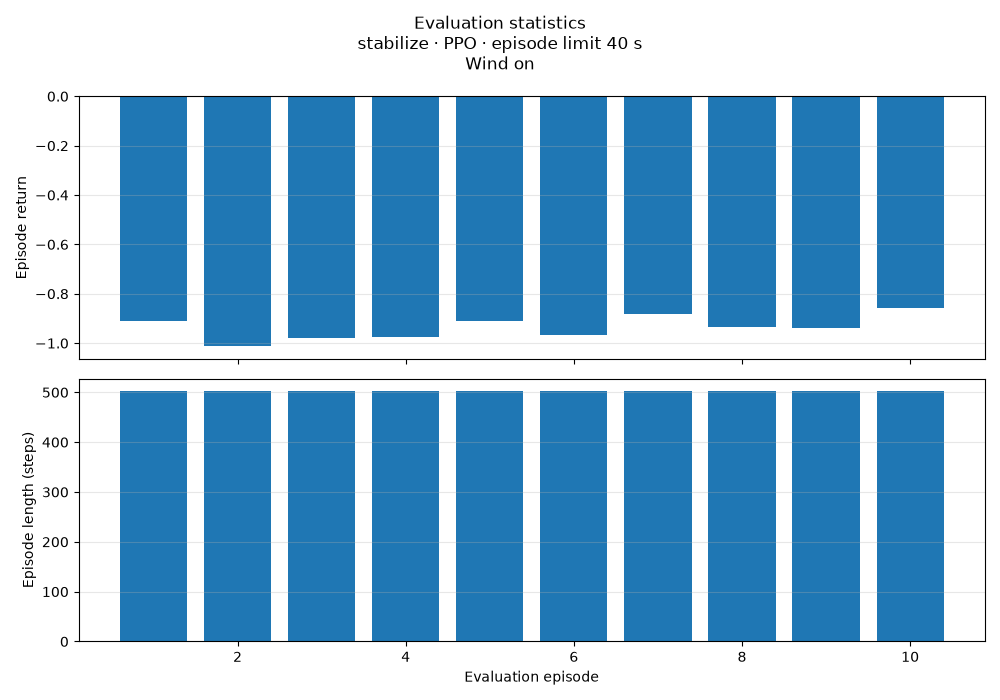 Evaluation statistics
stabilize · PPO · episode limit 40 s
Wind on
0.0
−0.2
−0.4
−0.6
−0.8
−1.0
Episode return
500
400
300
200
100
0
Episode length (steps)
2
4
6
8
10
Evaluation episode